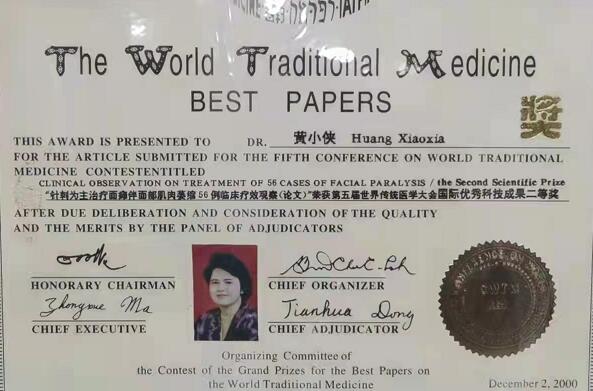 The World Traditional Medicine
BEST PAPERS
奖
THIS AWARD IS PRESENTED TO DR. 黄小侠 Huang Xiaoxia
FOR THE ARTICLE SUBMITTED FOR THE FIFTH CONFERENCE ON WORLD TRADITIONAL
MEDICINE CONTESTENTITLED
CLINICAL OBSERVATION ON TREATMENT OF 56 CASES OF FACIAL PARALYSIS / the Second Scientific Prize
"针刺为主治疗面瘫伴面部肌肉萎缩56例临床疗效观察(论文)"荣获第五届世界传统医学大会国际优秀科技成果二等奖
AFTER DUE DELIBERATION AND CONSIDERATION OF THE QUALITY
AND THE MERITS BY THE PANEL OF ADJUDICATORS
HONORARY CHAIRMAN
CHIEF ORGANIZER
Zhongxue Ma
Tianhua Dong
CHIEF EXECUTIVE
CHIEF ADJUDICATOR
Organizing Committee of
the Contest of the Grand Prizes for the Best Papers on
the World Traditional Medicine
December 2, 2000